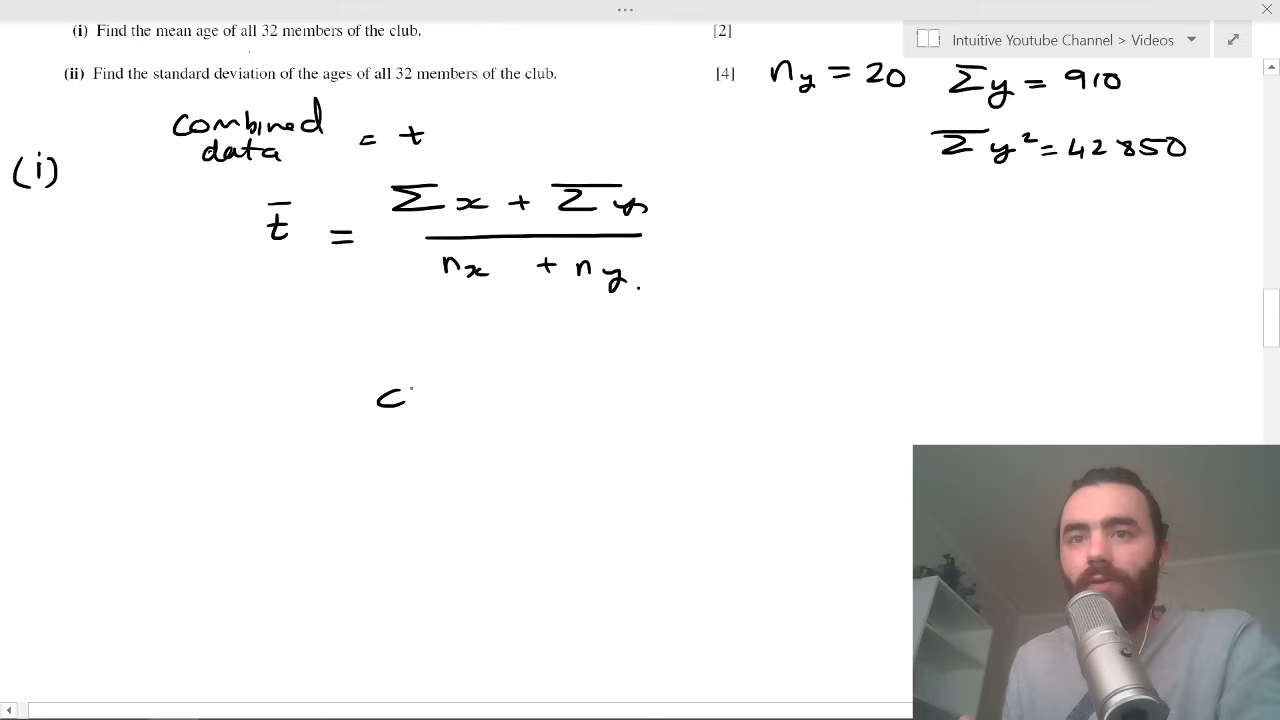 (i) Find the mean age of all 32 members of the club. [2]
Intuitive Youtube Channel > Videos
(ii) Find the standard deviation of the ages of all 32 members of the club. [4]
n_y = 20 Σy = 910
Σy² = 42850
combined data = t
(i)
t̄ = (Σx + Σy) / (n_x + n_y)
c